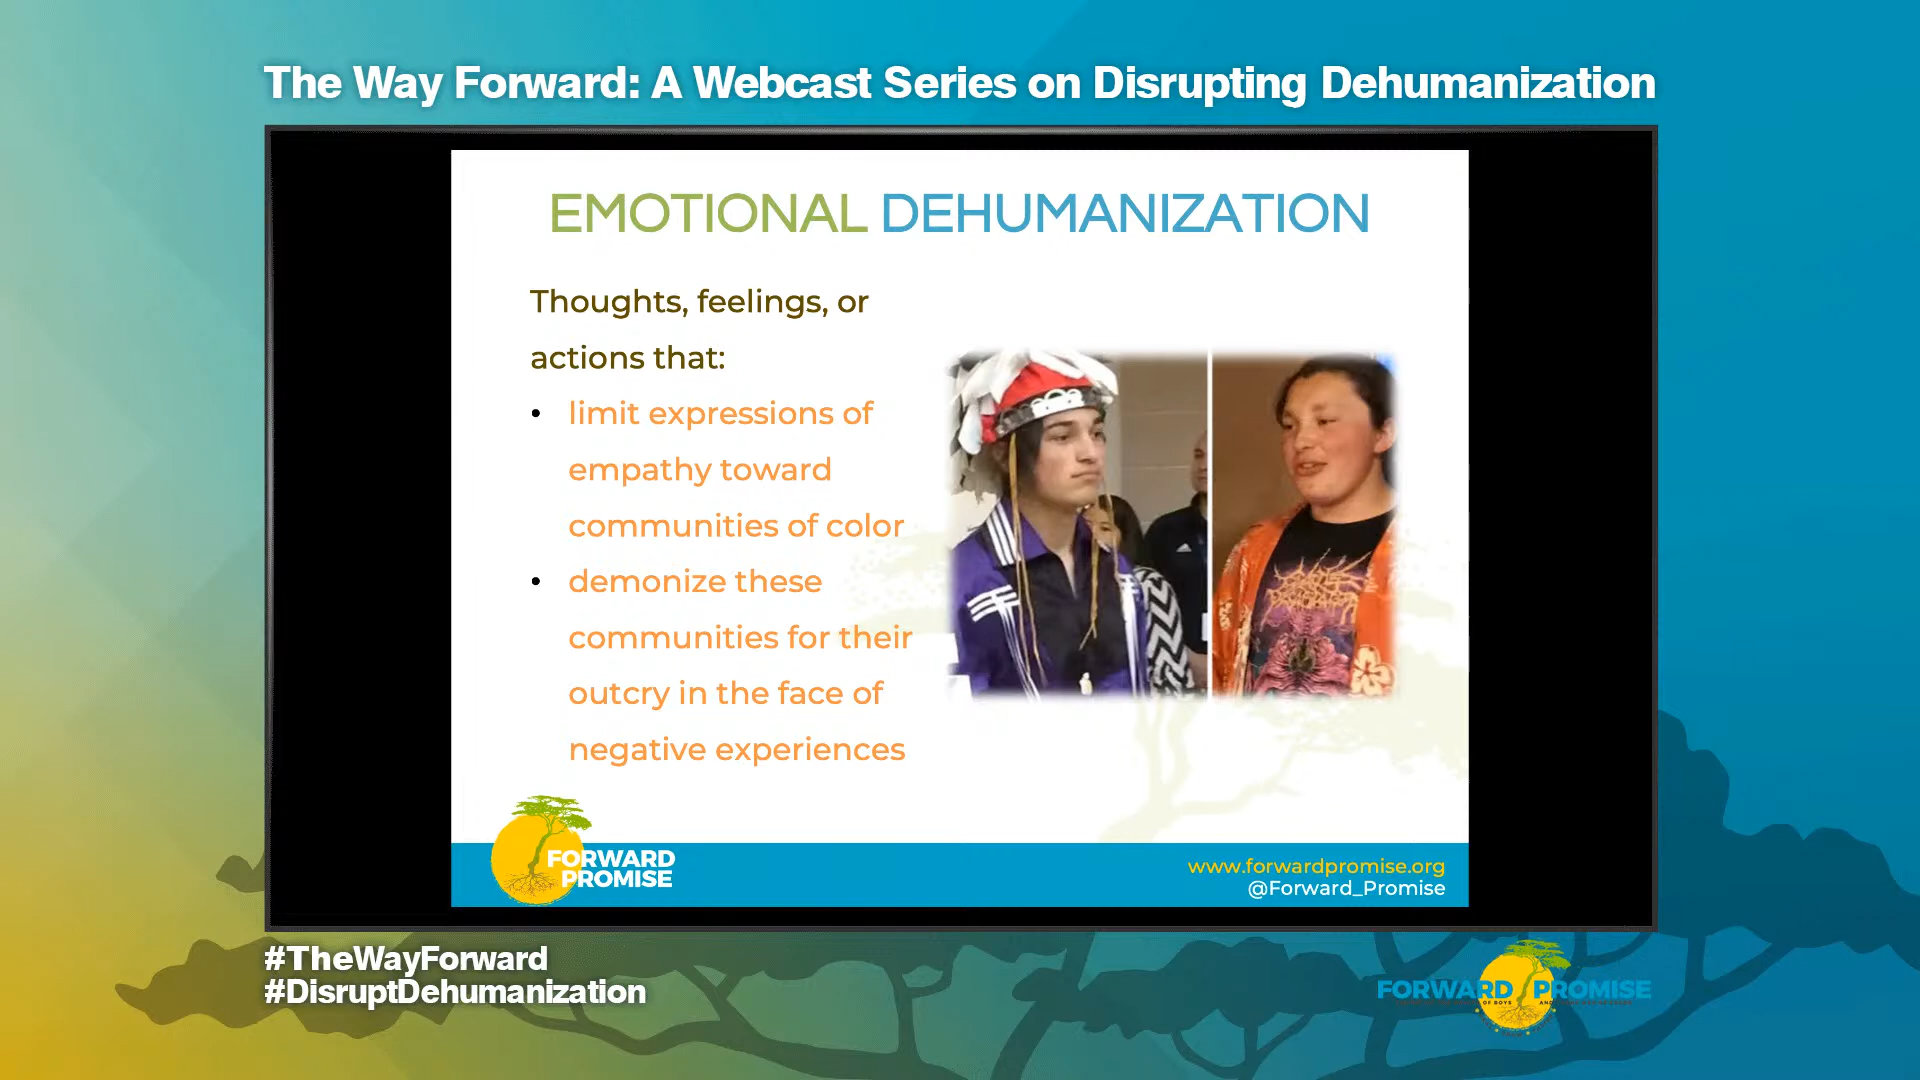 The Way Forward: A Webcast Series on Disrupting Dehumanization
EMOTIONAL DEHUMANIZATION
Thoughts, feelings, or
actions that:
• limit expressions of
empathy toward
communities of color
• demonize these
communities for their
outcry in the face of
negative experiences
FORWARD
PROMISE
www.forwardpromise.org
@Forward_Promise
#TheWayForward
#DisruptDehumanization
FORWARD PROMISE